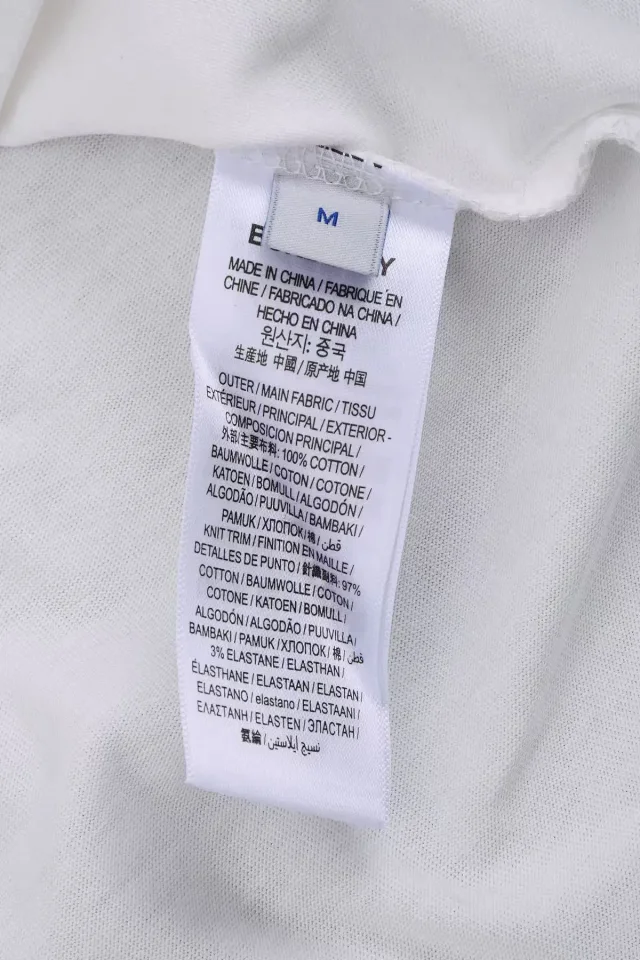 M
MADE IN CHINA / FABRIQUE EN
CHINE / FABRICADO NA CHINA /
HECHO EN CHINA
원산지: 중국
生産地 中國 / 原产地 中国
OUTER / MAIN FABRIC / TISSU
EXTÉRIEUR / PRINCIPAL / EXTERIOR -
COMPOSICION PRINCIPAL /
外部/主要布料: 100% COTTON /
BAUMWOLLE / COTON / COTONE /
KATOEN / BOMULL / ALGODÓN /
ALGODÃO / PUUVILLA / BAMBAKI /
PAMUK / ХЛОПОК / 棉 / قطن
KNIT TRIM / FINITION EN MAILLE /
DETALLES DE PUNTO / 針織副料: 97%
COTTON / BAUMWOLLE / COTON /
COTONE / KATOEN / BOMULL /
ALGODÓN / ALGODÃO / PUUVILLA /
BAMBAKI / PAMUK / ХЛОПОК / 棉 / قطن
3% ELASTANE / ELASTHAN /
ÉLASTHANE / ELASTAAN / ELASTAN /
ELASTANO / elastano / ELASTAANI /
ΕΛΑΣΤΑΝΗ / ELASTEN / ЭЛАСТАН /
氨綸 / نسيج إيلاستين